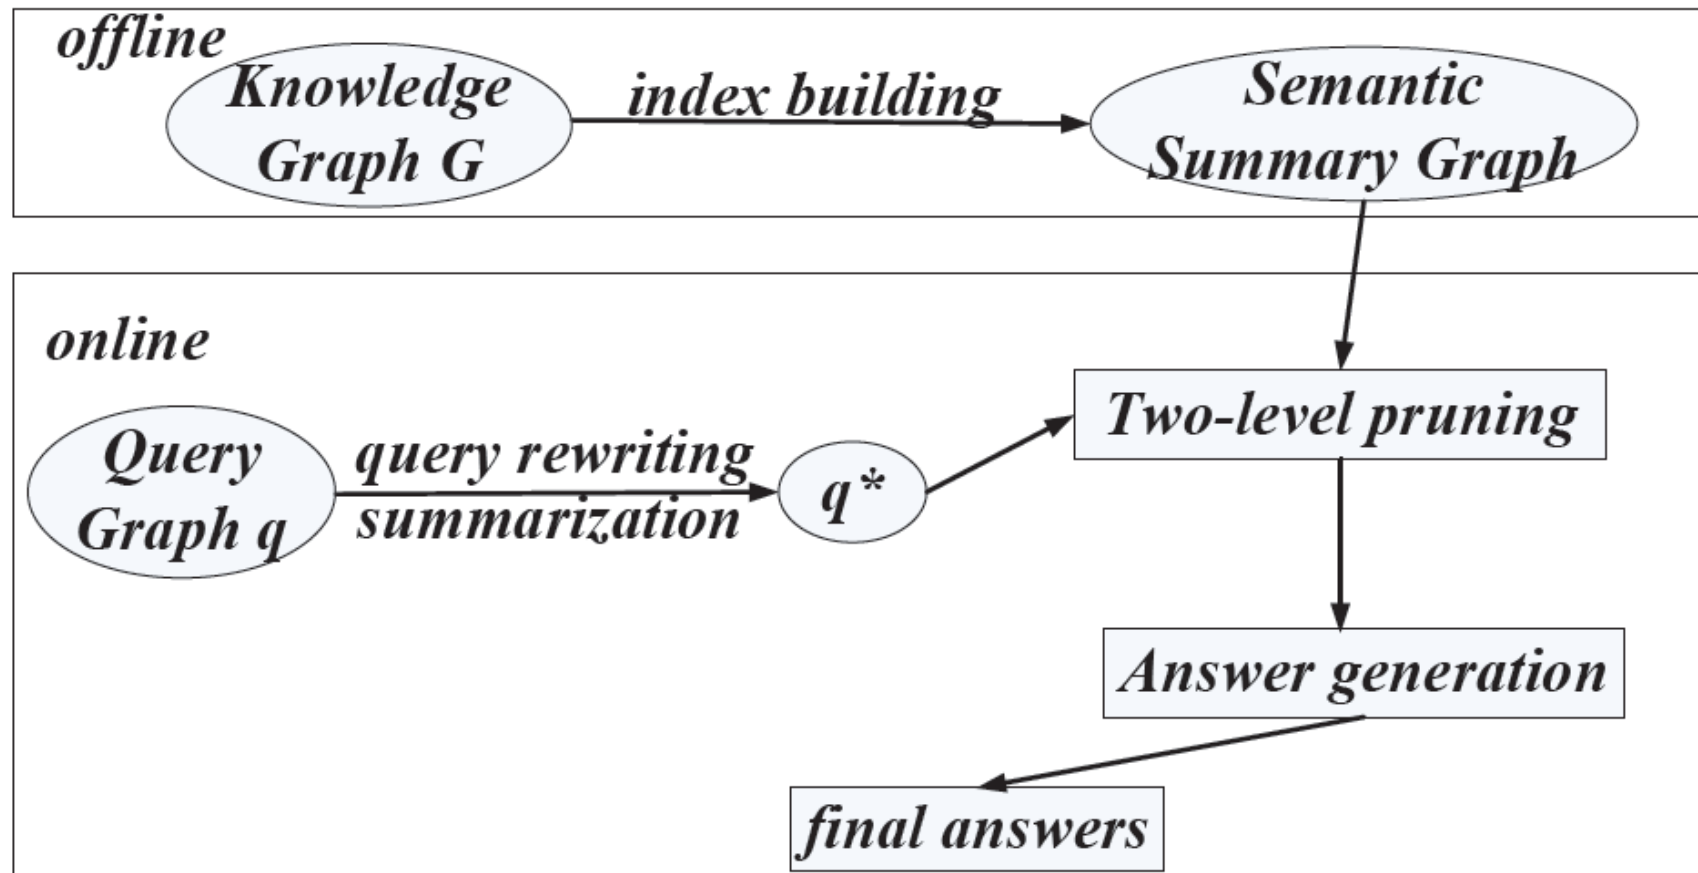 offline
Knowledge
Graph G
index building
Semantic
Summary Graph
online
Query
Graph q
query rewriting
summarization
q*
Two-level pruning
Answer generation
final answers